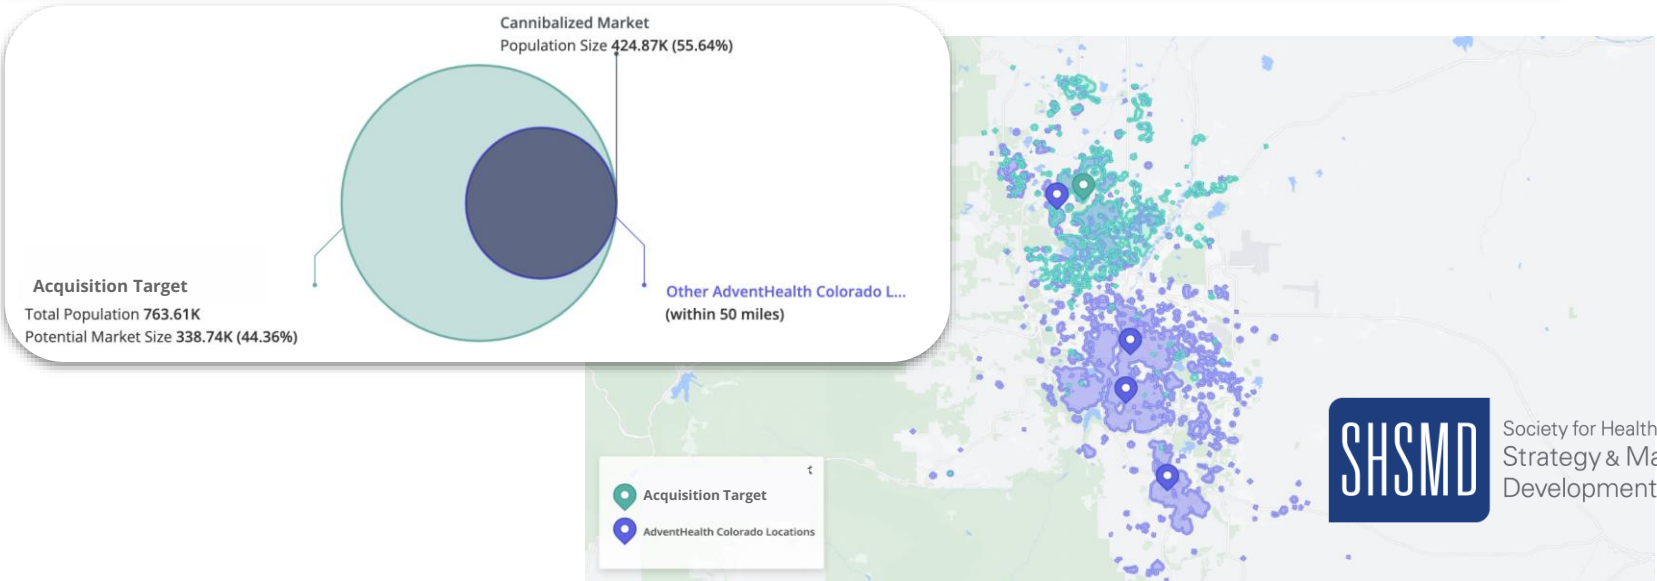 Cannibalized Market
Population Size 424.87K (55.64%)
Acquisition Target
Total Population 763.61K
Potential Market Size 338.74K (44.36%)
Other AdventHealth Colorado L...
(within 50 miles)
Acquisition Target
AdventHealth Colorado Locations
SHSMD
Society for Health
Strategy & Ma
Development